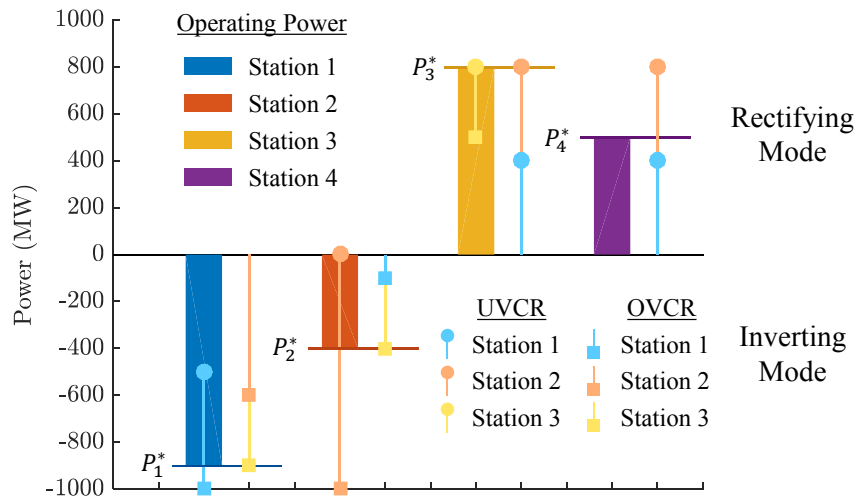 1000
800
600
400
200
0
-200
-400
-600
-800
-1000
Power (MW)
Operating Power
Station 1
Station 2
Station 3
Station 4
P₃*
P₄*
Rectifying
Mode
P₂*
P₁*
UVCR
Station 1
Station 2
Station 3
OVCR
Station 1
Station 2
Station 3
Inverting
Mode